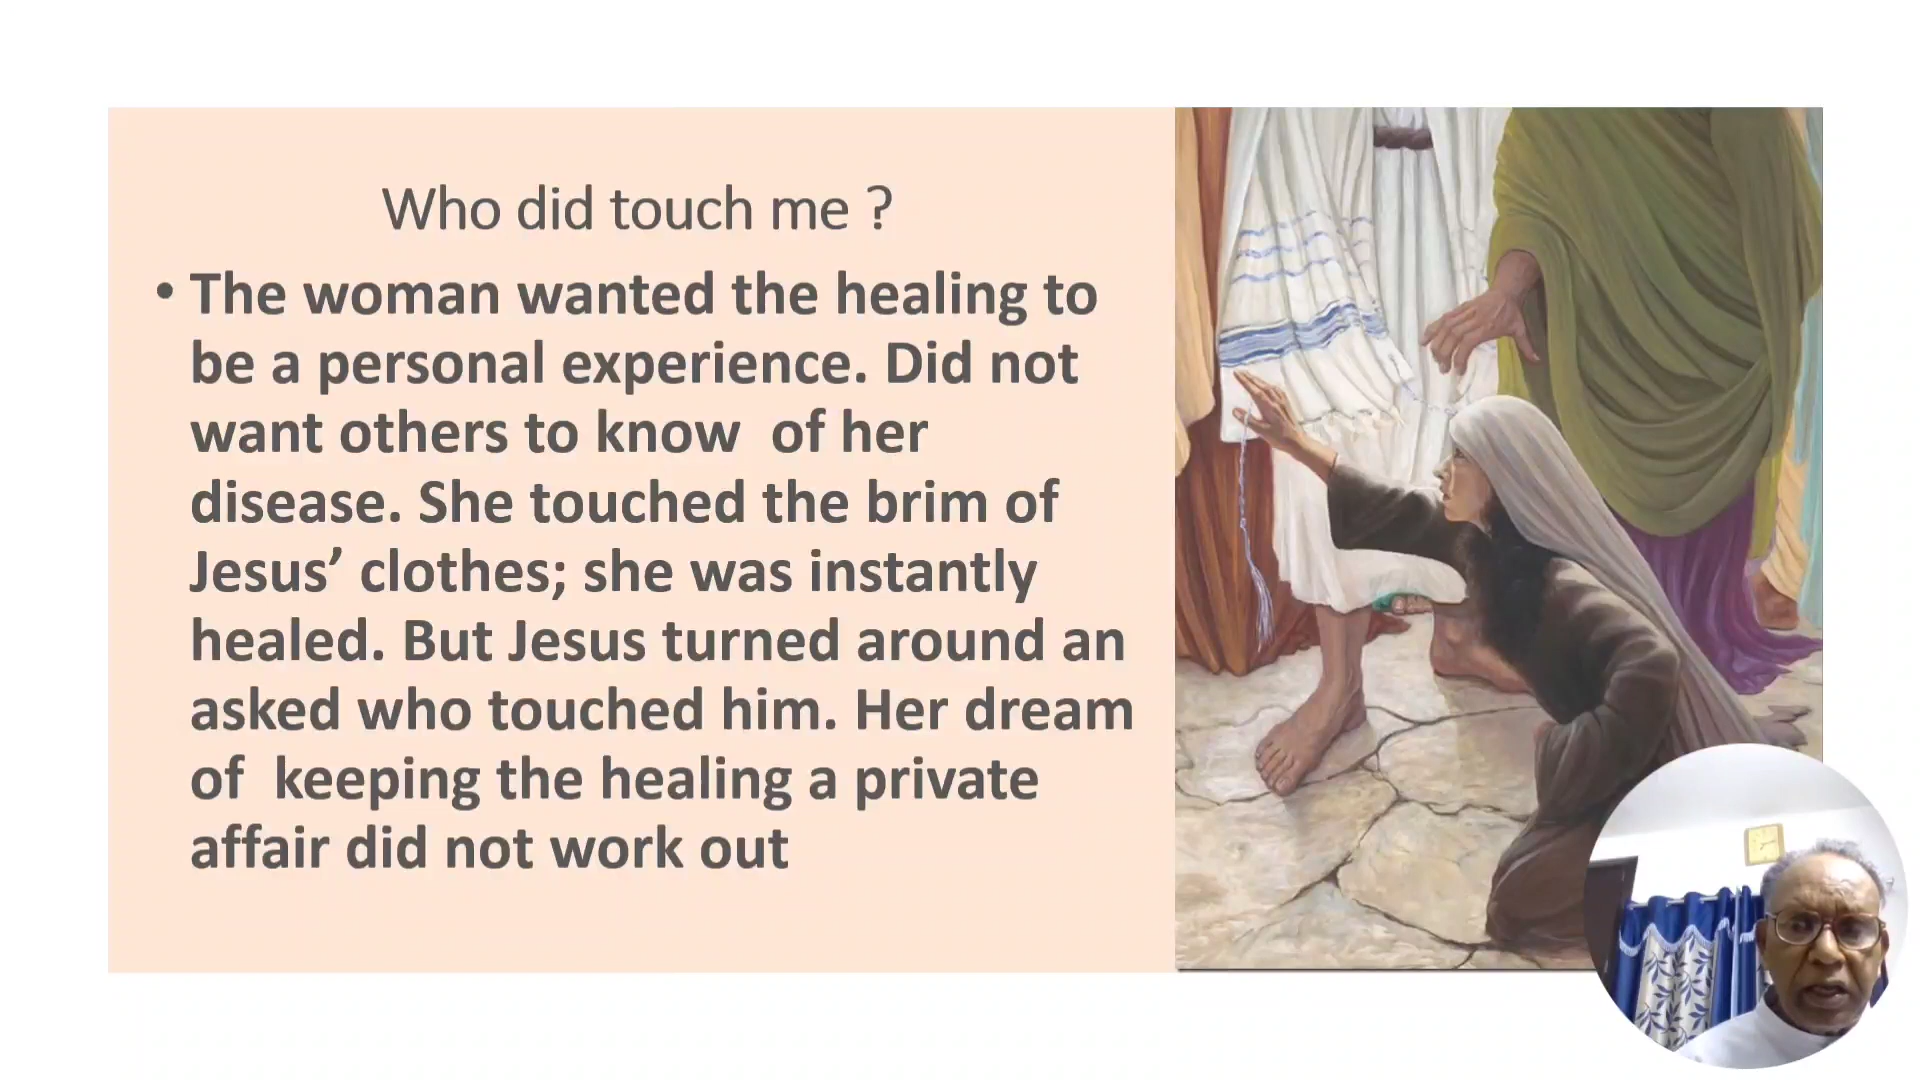 Who did touch me ?
• The woman wanted the healing to
be a personal experience. Did not
want others to know  of her
disease. She touched the brim of
Jesus’ clothes; she was instantly
healed. But Jesus turned around an
asked who touched him. Her dream
of  keeping the healing a private
affair did not work out